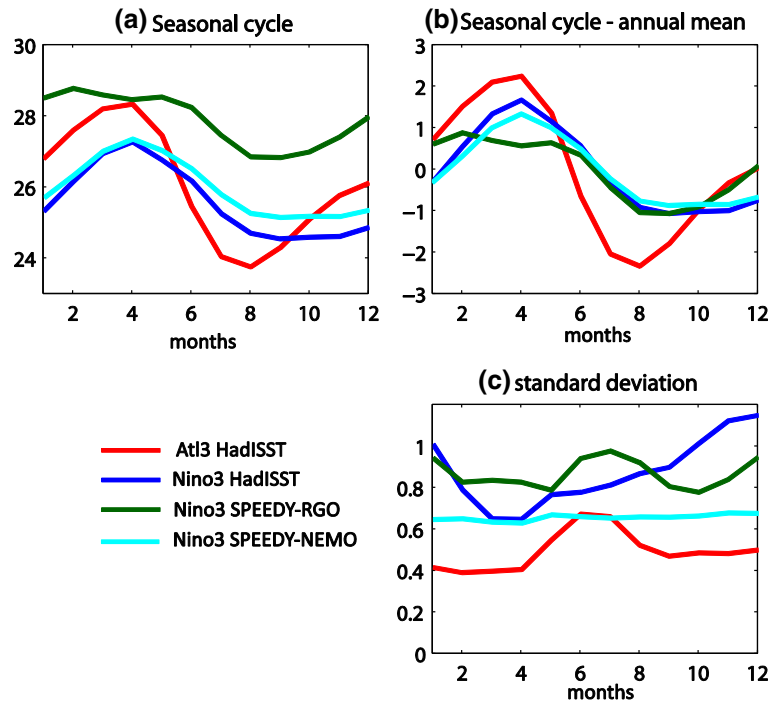 (a) Seasonal cycle
30
28
26
24
2 4 6 8 10 12
months
(b) Seasonal cycle - annual mean
3
2
1
0
−1
−2
−3
2 4 6 8 10 12
months
Atl3 HadISST
Nino3 HadISST
Nino3 SPEEDY-RGO
Nino3 SPEEDY-NEMO
(c) standard deviation
1
0.8
0.6
0.4
0.2
0
2 4 6 8 10 12
months